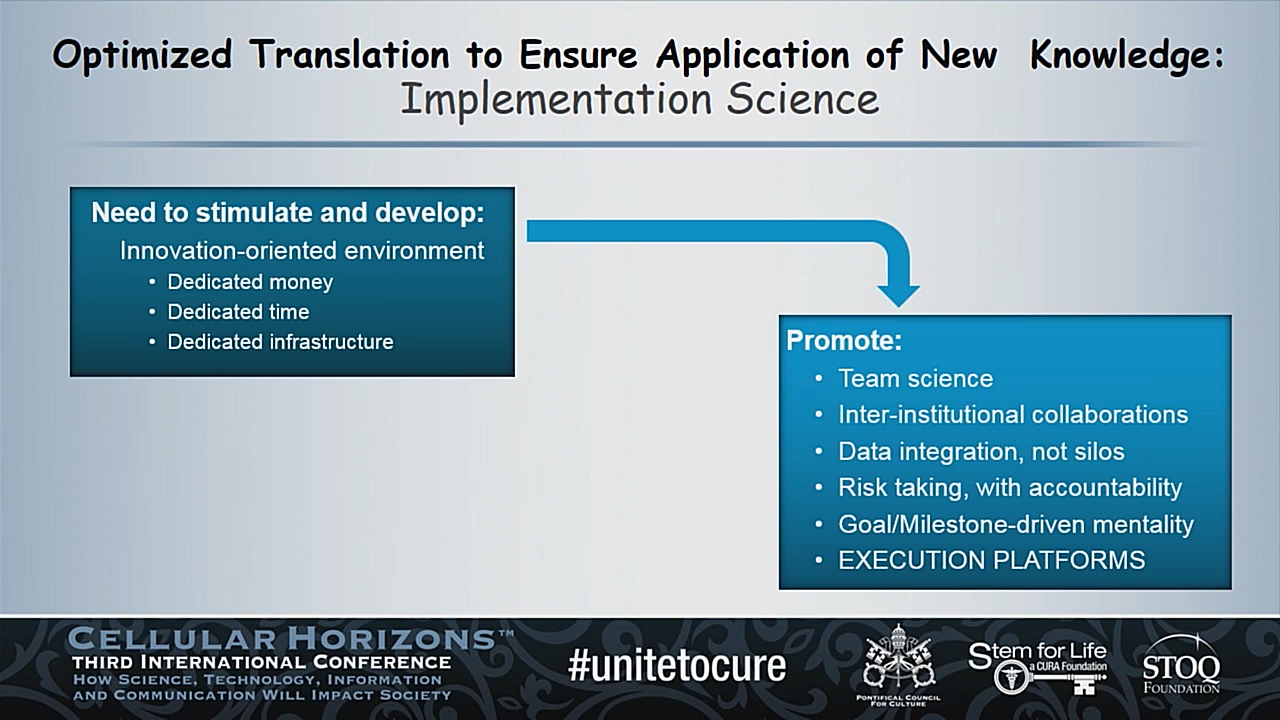 Optimized Translation to Ensure Application of New Knowledge:
Implementation Science
Need to stimulate and develop:
Innovation-oriented environment
• Dedicated money
• Dedicated time
• Dedicated infrastructure
Promote:
• Team science
• Inter-institutional collaborations
• Data integration, not silos
• Risk taking, with accountability
• Goal/Milestone-driven mentality
• EXECUTION PLATFORMS
CELLULAR HORIZONS™
THIRD INTERNATIONAL CONFERENCE
HOW SCIENCE, TECHNOLOGY, INFORMATION
AND COMMUNICATION WILL IMPACT SOCIETY
#unitetocure
PONTIFICAL COUNCIL
FOR CULTURE
Stem for Life
a CURA Foundation
STOQ
FOUNDATION